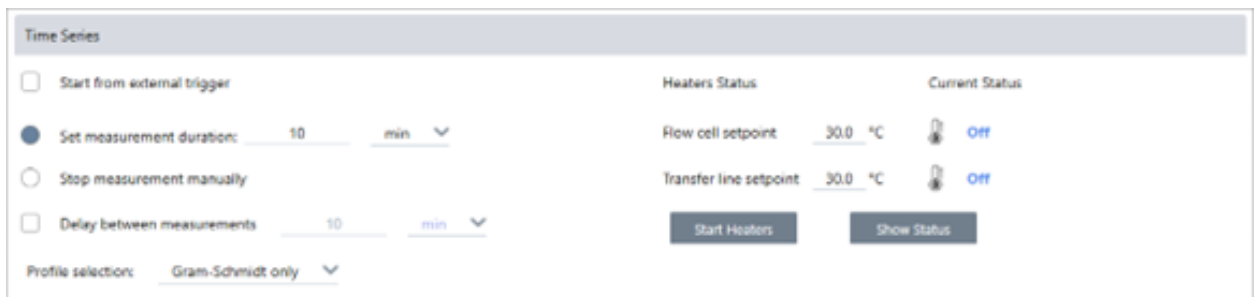 Time Series
Start from external trigger
Heaters Status
Current Status
Set measurement duration: 10 min
Flow cell setpoint 30.0 °C Off
Stop measurement manually
Transfer line setpoint 30.0 °C Off
Delay between measurements 10 min
Start Heaters
Show Status
Profile selection: Gram-Schmidt only